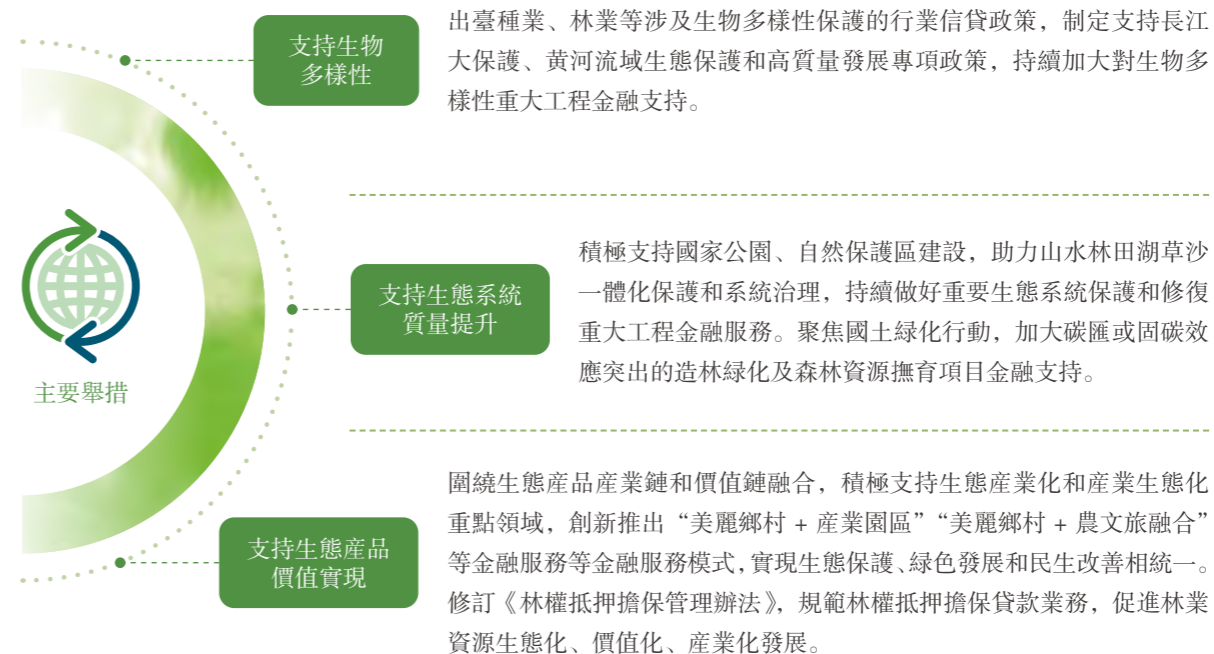 支持生物
多樣性
出臺種業、林業等涉及生物多樣性保護的行業信貸政策，制定支持長江
大保護、黃河流域生態保護和高質量發展專項政策，持續加大對生物多
樣性重大工程金融支持。
主要舉措
支持生態系統
質量提升
積極支持國家公園、自然保護區建設，助力山水林田湖草沙
一體化保護和系統治理，持續做好重要生態系統保護和修復
重大工程金融服務。聚焦國土綠化行動，加大碳匯或固碳效
應突出的造林綠化及森林資源撫育項目金融支持。
支持生態產品
價值實現
圍繞生態產品產業鏈和價值鏈融合，積極支持生態產業化和產業生態化
重點領域，創新推出“美麗鄉村 + 產業園區”“美麗鄉村 + 農文旅融合”
等金融服務等金融服務模式，實現生態保護、綠色發展和民生改善相統一。
修訂《林權抵押擔保管理辦法》，規範林權抵押擔保貸款業務，促進林業
資源生態化、價值化、產業化發展。